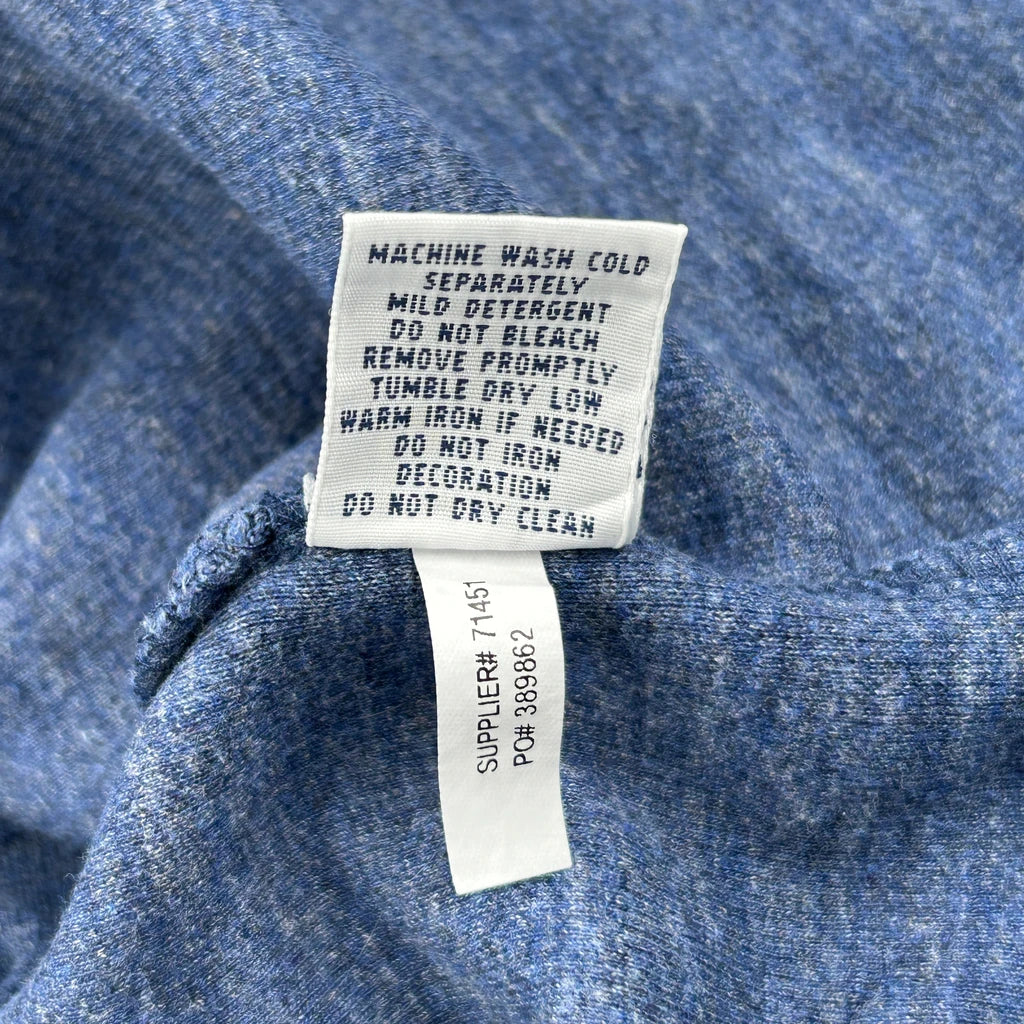 MACHINE WASH COLD
SEPARATELY
MILD DETERGENT
DO NOT BLEACH
REMOVE PROMPTLY
TUMBLE DRY LOW
WARM IRON IF NEEDED
DO NOT IRON
DECORATION
DO NOT DRY CLEAN
SUPPLIER# 71451
PO# 389862